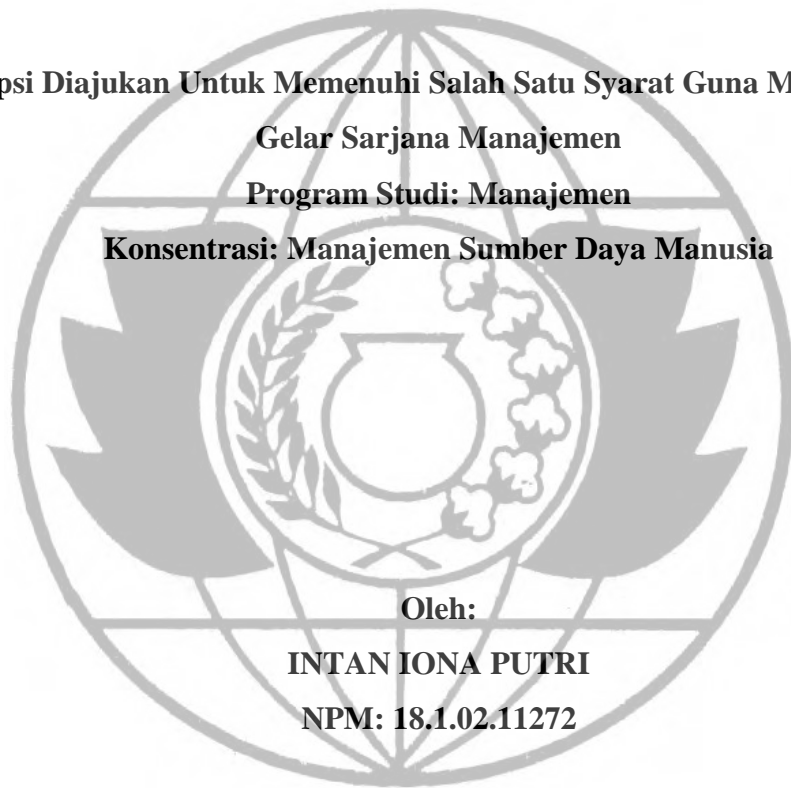 psi Diajukan Untuk Memenuhi Salah Satu Syarat Guna M
Gelar Sarjana Manajemen
Program Studi: Manajemen
Konsentrasi: Manajemen Sumber Daya Manusia
Oleh:
INTAN IONA PUTRI
NPM: 18.1.02.11272